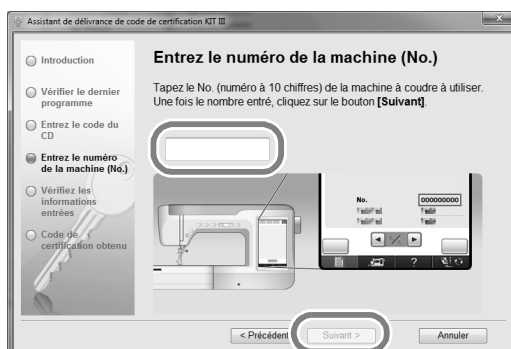 Assistant de délivrance de code de certification KIT III
Introduction
Vérifier le dernier
programme
Entrez le code du
CD
Entrez le numéro
de la machine (No.)
Vérifiez les
informations
entrées
Code de
certification obtenu
Entrez le numéro de la machine (No.)
Tapez le No. (numéro à 10 chiffres) de la machine à coudre à utiliser.
Une fois le nombre entré, cliquez sur le bouton [Suivant].
No. 000000000
< Précédent
Suivant >
Annuler